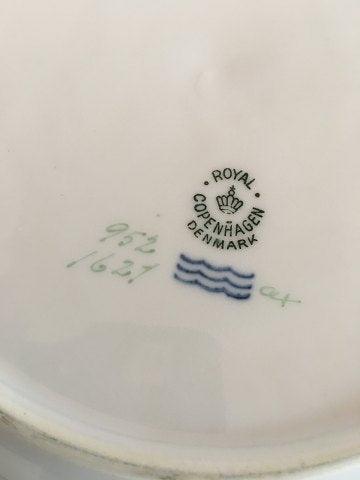 ROYAL
COPENHAGEN
DENMARK
952
1627